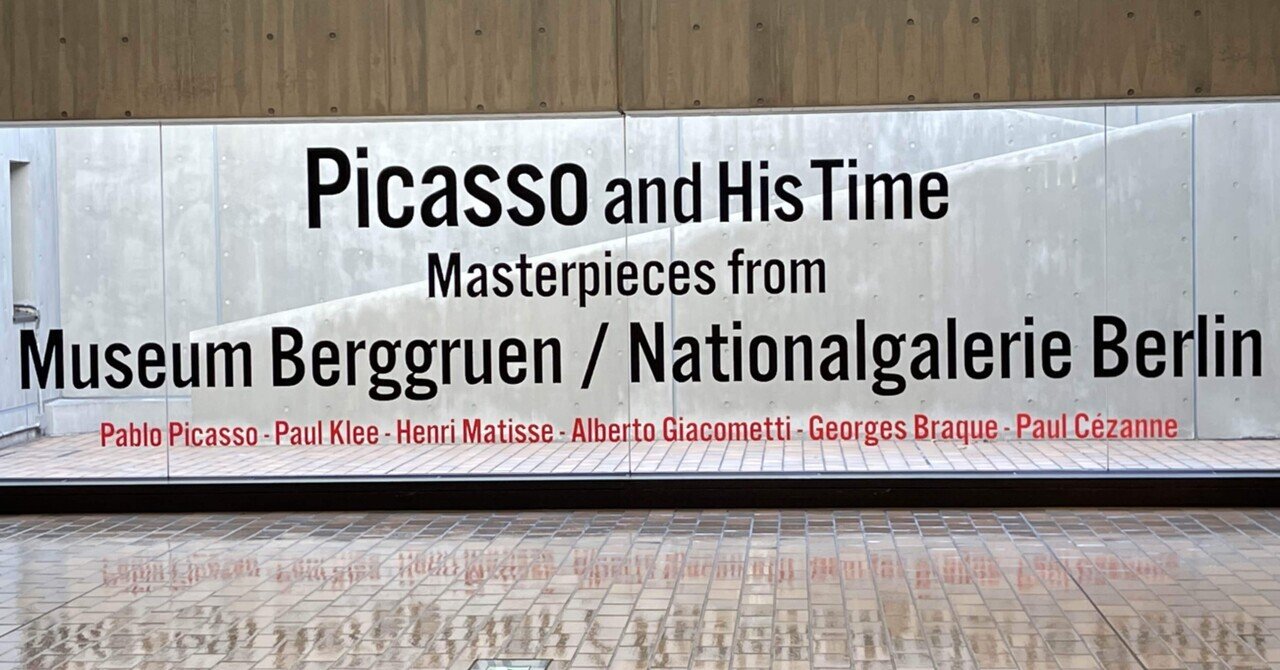 Picasso and His Time
Masterpieces from
Museum Berggruen / Nationalgalerie Berlin
Pablo Picasso - Paul Klee - Henri Matisse - Alberto Giacometti - Georges Braque - Paul Cézanne